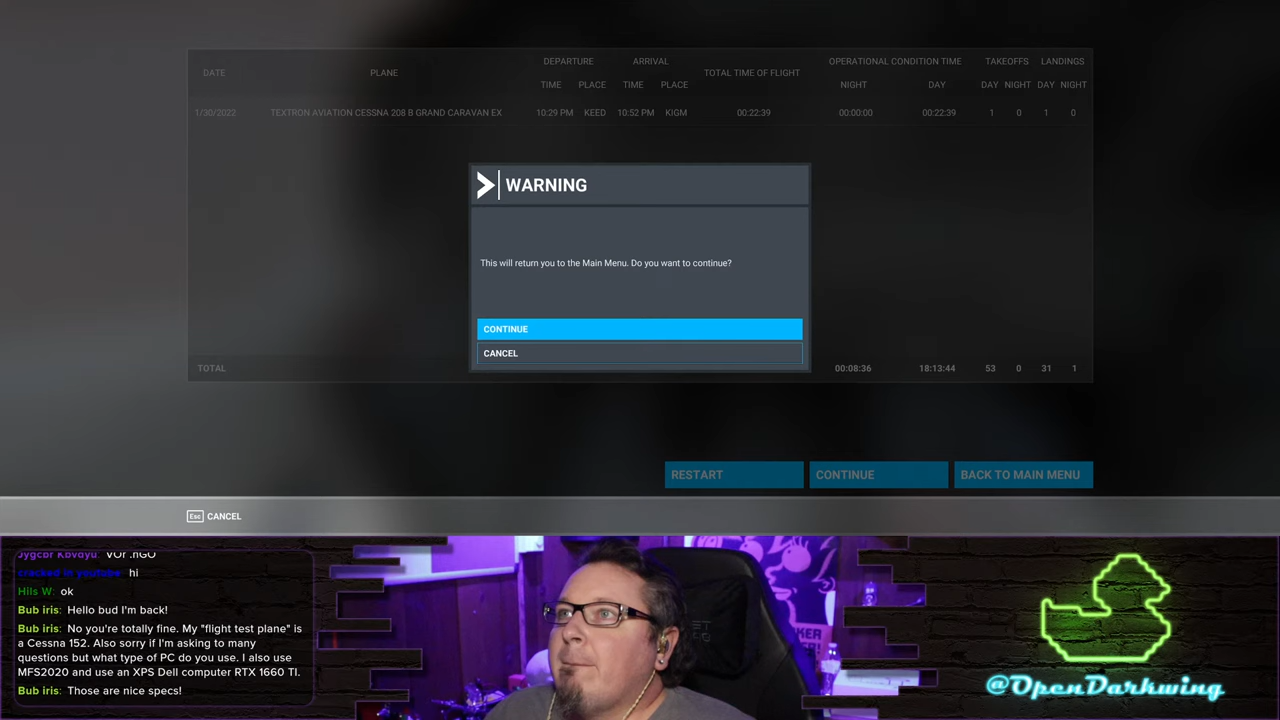 DEPARTURE ARRIVAL OPERATIONAL CONDITION TIME TAKEOFFS LANDINGS
DATE PLANE TOTAL TIME OF FLIGHT
TIME PLACE TIME PLACE NIGHT DAY DAY NIGHT DAY NIGHT
1/30/2022 TEXTRON AVIATION CESSNA 208 B GRAND CARAVAN EX 10:29 PM KEED 10:52 PM KIGM 00:22:39 00:00:00 00:22:39 1 0 1 0
WARNING
This will return you to the Main Menu. Do you want to continue?
CONTINUE
CANCEL
TOTAL 00:08:36 18:13:44 53 0 31 1
RESTART CONTINUE BACK TO MAIN MENU
Esc CANCEL
cracked in youtube: hi
Hils W: ok
Bub iris: Hello bud I'm back!
Bub iris: No you're totally fine. My "flight test plane" is
a Cessna 152. Also sorry if I'm asking to many
questions but what type of PC do you use. I also use
MFS2020 and use an XPS Dell computer RTX 1660 TI.
Bub iris: Those are nice specs!
@OpenDarkwing